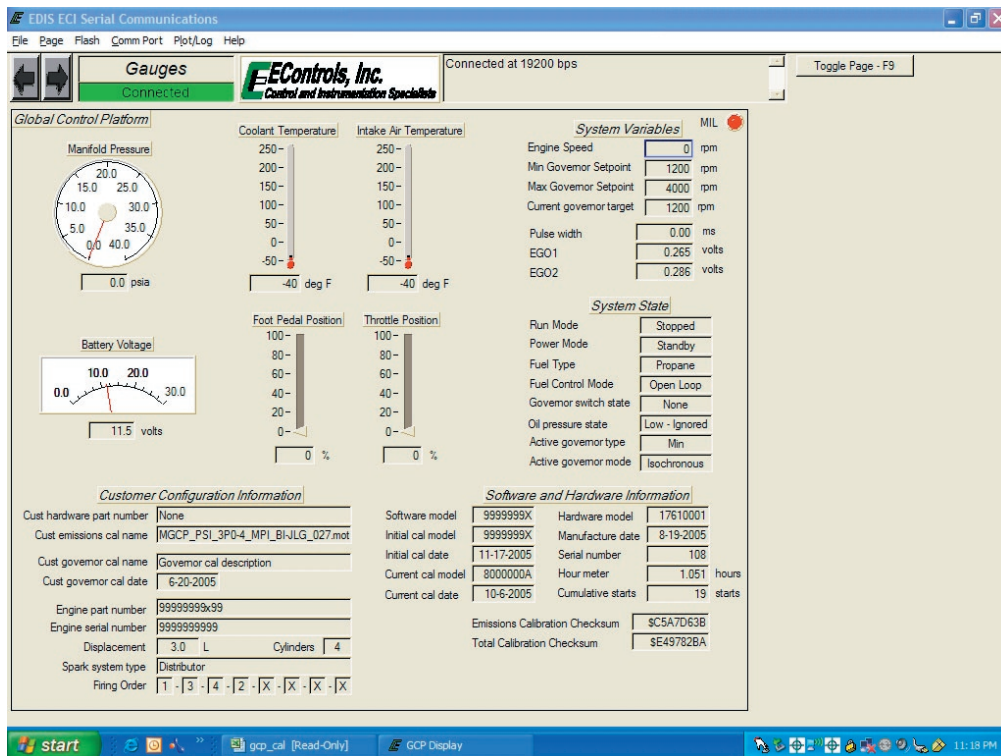 EDIS ECI Serial Communications
File Page Flash Comm Port Plot/Log Help
Gauges
Connected
EControls, Inc.
Control and Instrumentation Specialists
Connected at 19200 bps
Toggle Page - F9
Global Control Platform
Manifold Pressure
20.0
15.0 25.0
10.0 30.0
5.0 35.0
0.0 40.0
0.0 psia
Battery Voltage
10.0 20.0
0.0 30.0
11.5 volts
Coolant Temperature
250
200
150
100
50
0
-50
-40 deg F
Intake Air Temperature
250
200
150
100
50
0
-50
-40 deg F
Foot Pedal Position
100
80
60
40
20
0
0 %
Throttle Position
100
80
60
40
20
0
0 %
System Variables
MIL
Engine Speed 0 rpm
Min Governor Setpoint 1200 rpm
Max Governor Setpoint 4000 rpm
Current governor target 1200 rpm
Pulse width 0.00 ms
EGO1 0.265 volts
EGO2 0.286 volts
System State
Run Mode Stopped
Power Mode Standby
Fuel Type Propane
Fuel Control Mode Open Loop
Governor switch state None
Oil pressure state Low - Ignored
Active governor type Min
Active governor mode Isochronous
Customer Configuration Information
Cust hardware part number None
Cust emissions cal name MGCP_PSI_3P0-4_MPI_BI-JLG_027.mot
Cust governor cal name Governor cal description
Cust governor cal date 6-20-2005
Engine part number 99999999x99
Engine serial number 9999999999
Displacement 3.0 L Cylinders 4
Spark system type Distributor
Firing Order 1 - 3 - 4 - 2 - X - X - X - X
Software and Hardware Information
Software model 9999999X
Initial cal model 9999999X
Initial cal date 11-17-2005
Current cal model 8000000A
Current cal date 10-6-2005
Hardware model 17610001
Manufacture date 8-19-2005
Serial number 108
Hour meter 1.051 hours
Cumulative starts 19 starts
Emissions Calibration Checksum $C5A7D63B
Total Calibration Checksum $E49782BA
start
gcp_cal [Read-Only]
GCP Display
11:18 PM